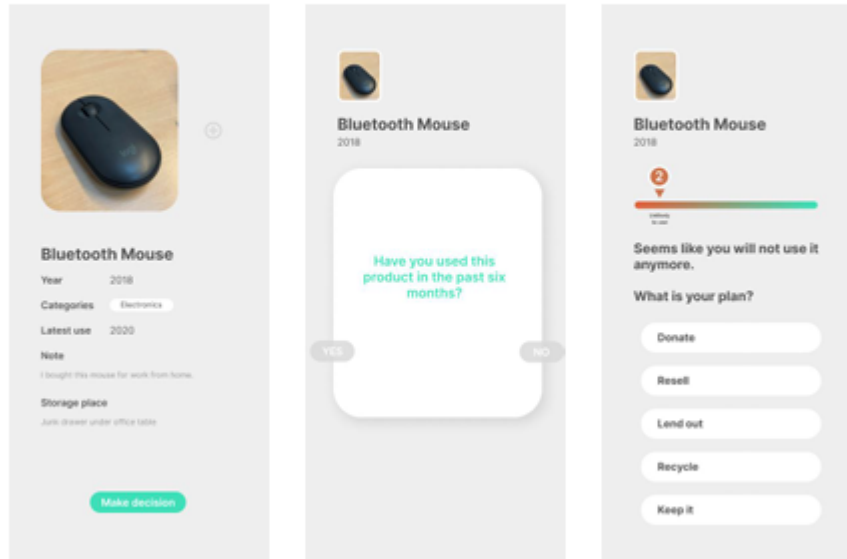 Bluetooth Mouse
Year 2018
Categories Electronics
Latest use 2020
Note
I bought this mouse for work from home.
Storage place
Junk drawer under office table
Make decision
Bluetooth Mouse
2018
Have you used this
product in the past six
months?
YES
NO
Bluetooth Mouse
2018
2
Unlikely
to use
Seems like you will not use it
anymore.
What is your plan?
Donate
Resell
Lend out
Recycle
Keep it